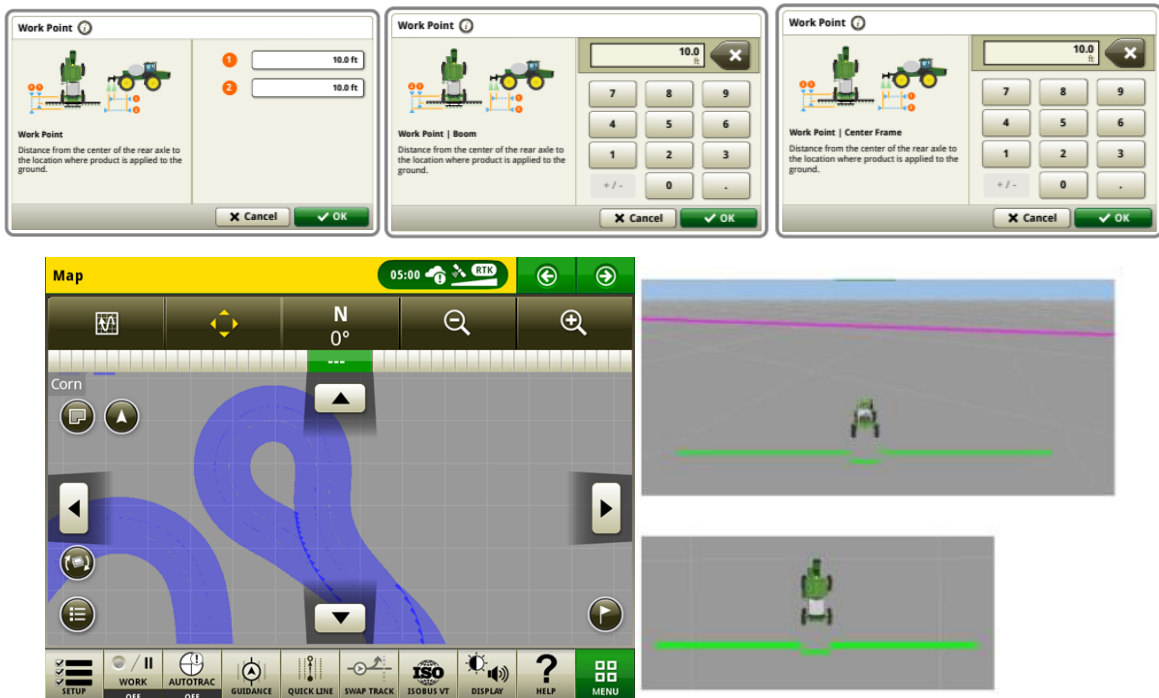 Work Point
1
10.0 ft
2
10.0 ft
Work Point
Distance from the center of the rear axle to
the location where product is applied to the
ground.
Cancel
OK
Work Point
10.0
ft
7 8 9
4 5 6
1 2 3
+ / - 0 .
Work Point | Boom
Distance from the center of the rear axle to
the location where product is applied to the
ground.
Cancel
OK
Work Point
10.0
ft
7 8 9
4 5 6
1 2 3
+ / - 0 .
Work Point | Center Frame
Distance from the center of the rear axle to
the location where product is applied to the
ground.
Cancel
OK
Map
05:00
RTK
N
0°
---
Corn
SETUP
WORK
OFF
AUTOTRAC
OFF
GUIDANCE
QUICK LINE
SWAP TRACK
ISO
ISOBUS VT
DISPLAY
?
HELP
MENU